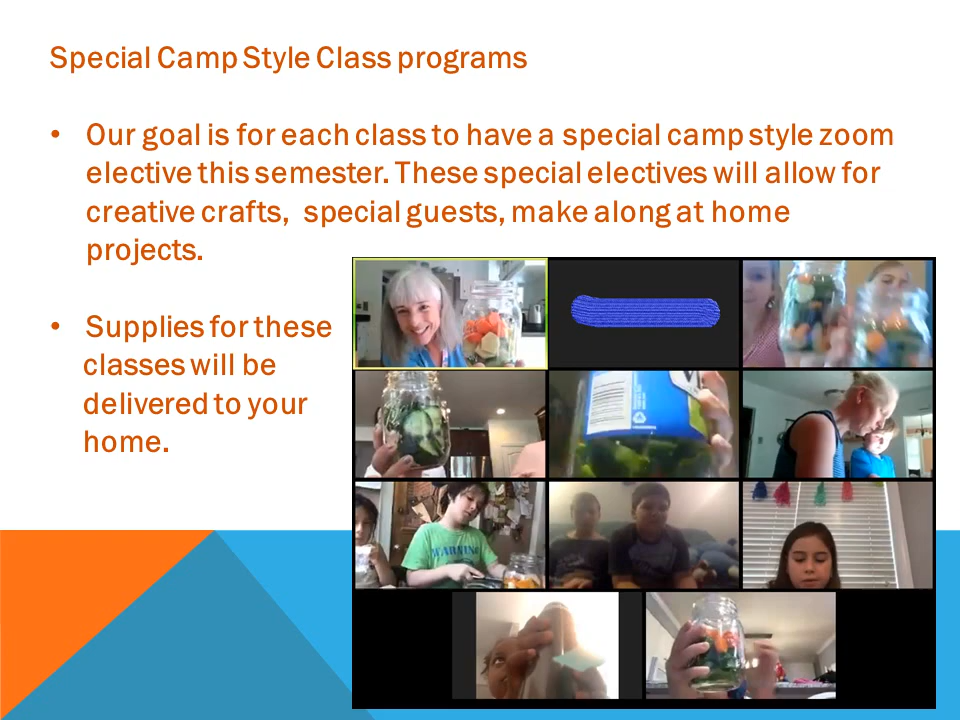 Special Camp Style Class programs
• Our goal is for each class to have a special camp style zoom
elective this semester. These special electives will allow for
creative crafts, special guests, make along at home
projects.
• Supplies for these
classes will be
delivered to your
home.
WARNING